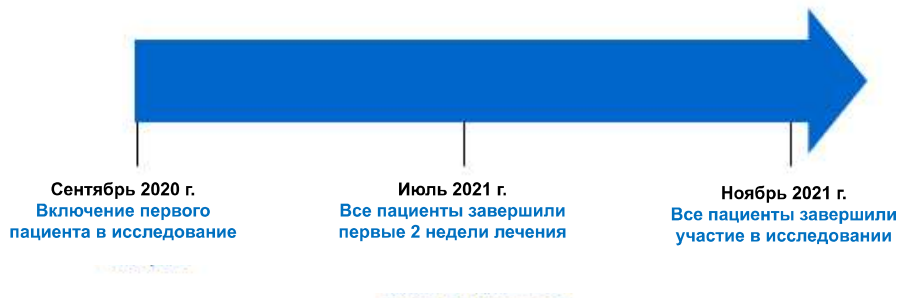 Сентябрь 2020 г.
Включение первого
пациента в исследование
Июль 2021 г.
Все пациенты завершили
первые 2 недели лечения
Ноябрь 2021 г.
Все пациенты завершили
участие в исследовании